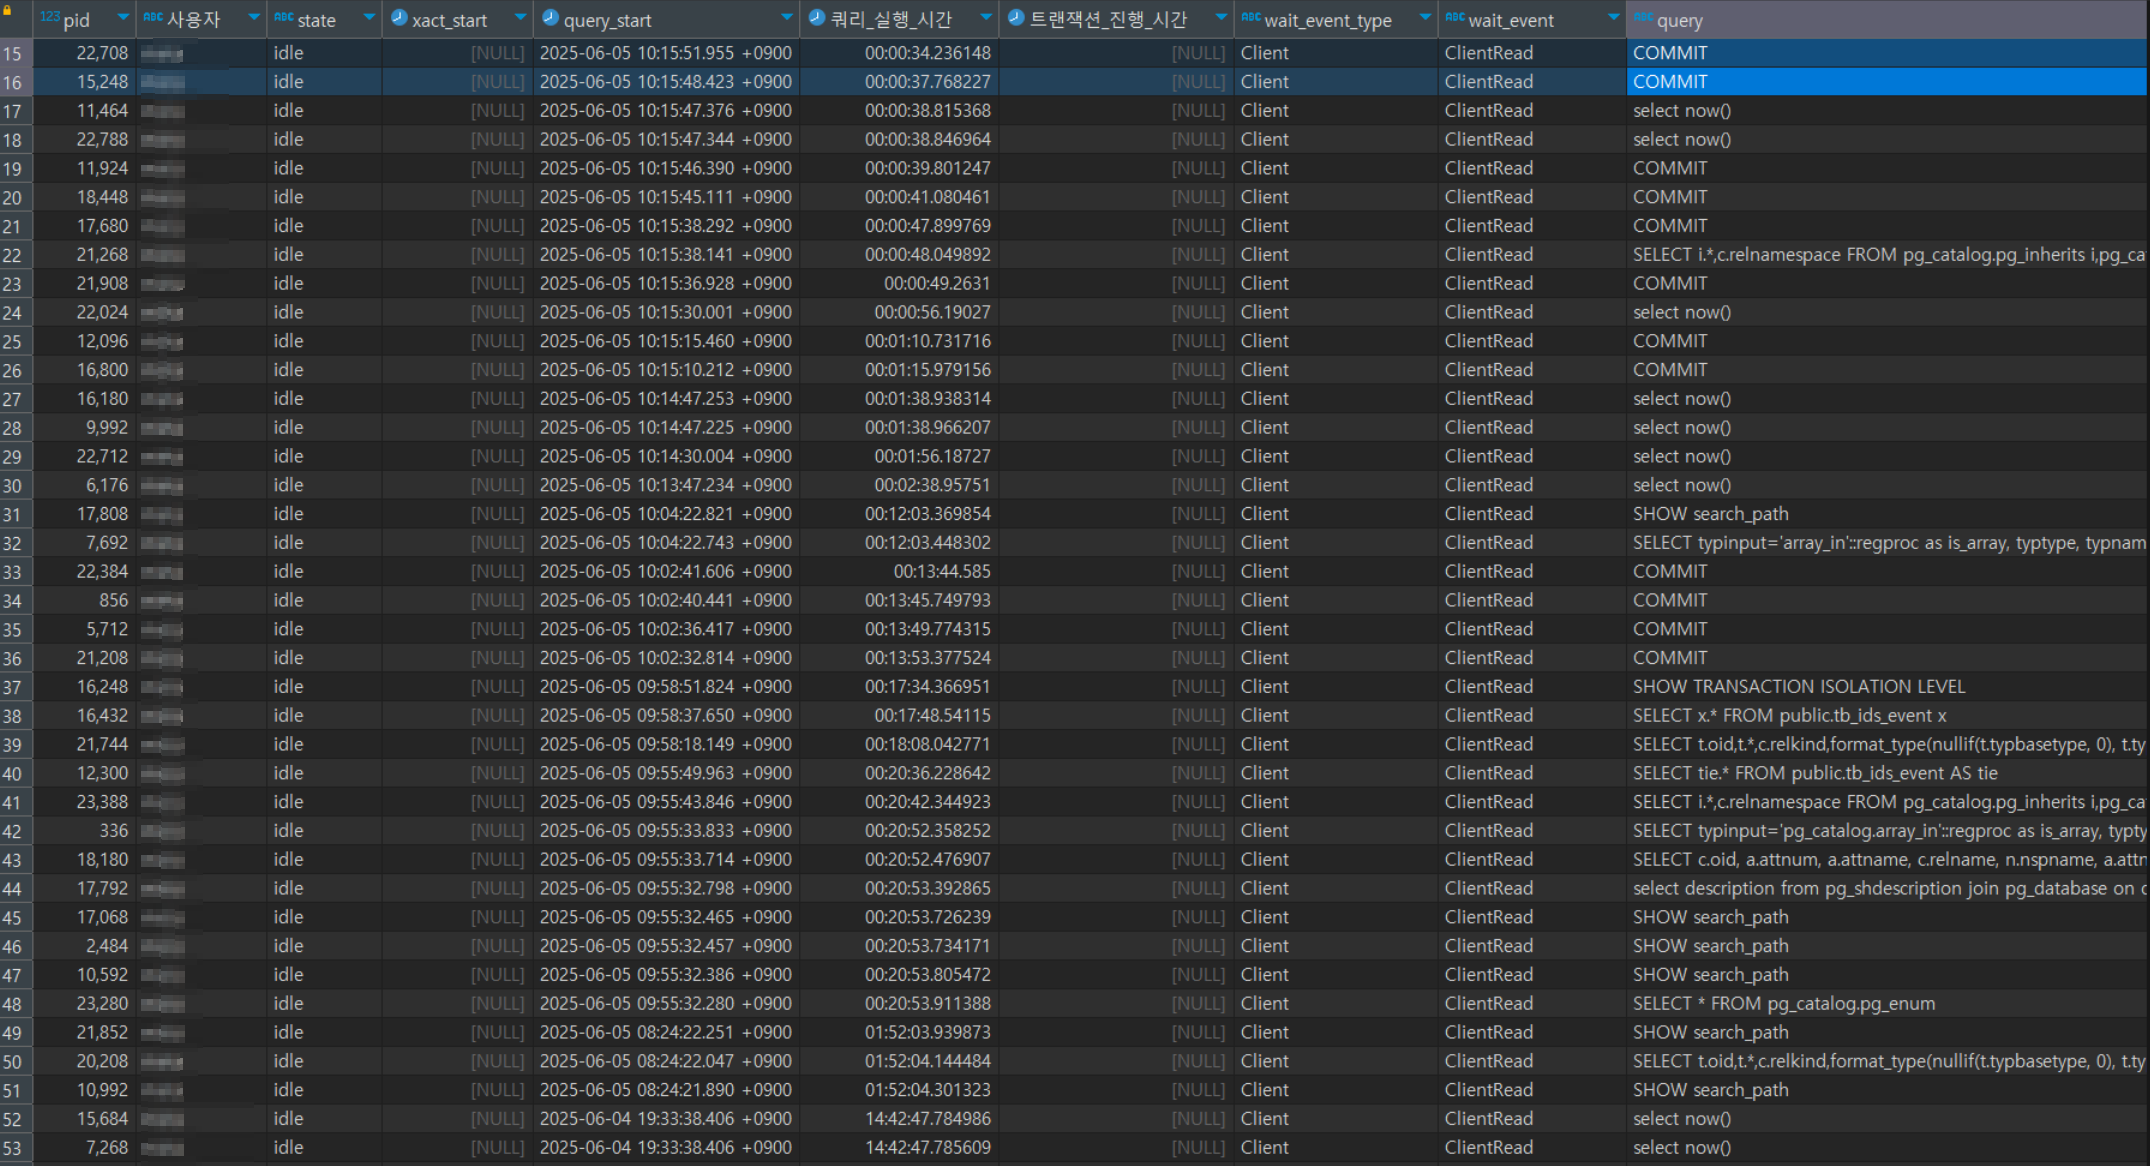 123 pid ABC 사용자 ABC state xact_start query_start 쿼리_실행_시간 트랜잭션_진행_시간 ABC wait_event_type ABC wait_event ABC query
15 22,708 idle [NULL] 2025-06-05 10:15:51.955 +0900 00:00:34.236148 [NULL] Client ClientRead COMMIT
16 15,248 idle [NULL] 2025-06-05 10:15:48.423 +0900 00:00:37.768227 [NULL] Client ClientRead COMMIT
17 11,464 idle [NULL] 2025-06-05 10:15:47.376 +0900 00:00:38.815368 [NULL] Client ClientRead select now()
18 22,788 idle [NULL] 2025-06-05 10:15:47.344 +0900 00:00:38.846964 [NULL] Client ClientRead select now()
19 11,924 idle [NULL] 2025-06-05 10:15:46.390 +0900 00:00:39.801247 [NULL] Client ClientRead COMMIT
20 18,448 idle [NULL] 2025-06-05 10:15:45.111 +0900 00:00:41.080461 [NULL] Client ClientRead COMMIT
21 17,680 idle [NULL] 2025-06-05 10:15:38.292 +0900 00:00:47.899769 [NULL] Client ClientRead COMMIT
22 21,268 idle [NULL] 2025-06-05 10:15:38.141 +0900 00:00:48.049892 [NULL] Client ClientRead SELECT i.*,c.relnamespace FROM pg_catalog.pg_inherits i,pg_ca
23 21,908 idle [NULL] 2025-06-05 10:15:36.928 +0900 00:00:49.2631 [NULL] Client ClientRead COMMIT
24 22,024 idle [NULL] 2025-06-05 10:15:30.001 +0900 00:00:56.19027 [NULL] Client ClientRead select now()
25 12,096 idle [NULL] 2025-06-05 10:15:15.460 +0900 00:01:10.731716 [NULL] Client ClientRead COMMIT
26 16,800 idle [NULL] 2025-06-05 10:15:10.212 +0900 00:01:15.979156 [NULL] Client ClientRead COMMIT
27 16,180 idle [NULL] 2025-06-05 10:14:47.253 +0900 00:01:38.938314 [NULL] Client ClientRead select now()
28 9,992 idle [NULL] 2025-06-05 10:14:47.225 +0900 00:01:38.966207 [NULL] Client ClientRead select now()
29 22,712 idle [NULL] 2025-06-05 10:14:30.004 +0900 00:01:56.18727 [NULL] Client ClientRead select now()
30 6,176 idle [NULL] 2025-06-05 10:13:47.234 +0900 00:02:38.95751 [NULL] Client ClientRead select now()
31 17,808 idle [NULL] 2025-06-05 10:04:22.821 +0900 00:12:03.369854 [NULL] Client ClientRead SHOW search_path
32 7,692 idle [NULL] 2025-06-05 10:04:22.743 +0900 00:12:03.448302 [NULL] Client ClientRead SELECT typinput='array_in'::regproc as is_array, typtype, typnam
33 22,384 idle [NULL] 2025-06-05 10:02:41.606 +0900 00:13:44.585 [NULL] Client ClientRead COMMIT
34 856 idle [NULL] 2025-06-05 10:02:40.441 +0900 00:13:45.749793 [NULL] Client ClientRead COMMIT
35 5,712 idle [NULL] 2025-06-05 10:02:36.417 +0900 00:13:49.774315 [NULL] Client ClientRead COMMIT
36 21,208 idle [NULL] 2025-06-05 10:02:32.814 +0900 00:13:53.377524 [NULL] Client ClientRead COMMIT
37 16,248 idle [NULL] 2025-06-05 09:58:51.824 +0900 00:17:34.366951 [NULL] Client ClientRead SHOW TRANSACTION ISOLATION LEVEL
38 16,432 idle [NULL] 2025-06-05 09:58:37.650 +0900 00:17:48.54115 [NULL] Client ClientRead SELECT x.* FROM public.tb_ids_event x
39 21,744 idle [NULL] 2025-06-05 09:58:18.149 +0900 00:18:08.042771 [NULL] Client ClientRead SELECT t.oid,t.*,c.relkind,format_type(nullif(t.typbasetype, 0), t.ty
40 12,300 idle [NULL] 2025-06-05 09:55:49.963 +0900 00:20:36.228642 [NULL] Client ClientRead SELECT tie.* FROM public.tb_ids_event AS tie
41 23,388 idle [NULL] 2025-06-05 09:55:43.846 +0900 00:20:42.344923 [NULL] Client ClientRead SELECT i.*,c.relnamespace FROM pg_catalog.pg_inherits i,pg_ca
42 336 idle [NULL] 2025-06-05 09:55:33.833 +0900 00:20:52.358252 [NULL] Client ClientRead SELECT typinput='pg_catalog.array_in'::regproc as is_array, typty
43 18,180 idle [NULL] 2025-06-05 09:55:33.714 +0900 00:20:52.476907 [NULL] Client ClientRead SELECT c.oid, a.attnum, a.attname, c.relname, n.nspname, a.attn
44 17,792 idle [NULL] 2025-06-05 09:55:32.798 +0900 00:20:53.392865 [NULL] Client ClientRead select description from pg_shdescription join pg_database on c
45 17,068 idle [NULL] 2025-06-05 09:55:32.465 +0900 00:20:53.726239 [NULL] Client ClientRead SHOW search_path
46 2,484 idle [NULL] 2025-06-05 09:55:32.457 +0900 00:20:53.734171 [NULL] Client ClientRead SHOW search_path
47 10,592 idle [NULL] 2025-06-05 09:55:32.386 +0900 00:20:53.805472 [NULL] Client ClientRead SHOW search_path
48 23,280 idle [NULL] 2025-06-05 09:55:32.280 +0900 00:20:53.911388 [NULL] Client ClientRead SELECT * FROM pg_catalog.pg_enum
49 21,852 idle [NULL] 2025-06-05 08:24:22.251 +0900 01:52:03.939873 [NULL] Client ClientRead SHOW search_path
50 20,208 idle [NULL] 2025-06-05 08:24:22.047 +0900 01:52:04.144484 [NULL] Client ClientRead SELECT t.oid,t.*,c.relkind,format_type(nullif(t.typbasetype, 0), t.ty
51 10,992 idle [NULL] 2025-06-05 08:24:21.890 +0900 01:52:04.301323 [NULL] Client ClientRead SHOW search_path
52 15,684 idle [NULL] 2025-06-04 19:33:38.406 +0900 14:42:47.784986 [NULL] Client ClientRead select now()
53 7,268 idle [NULL] 2025-06-04 19:33:38.406 +0900 14:42:47.785609 [NULL] Client ClientRead select now()